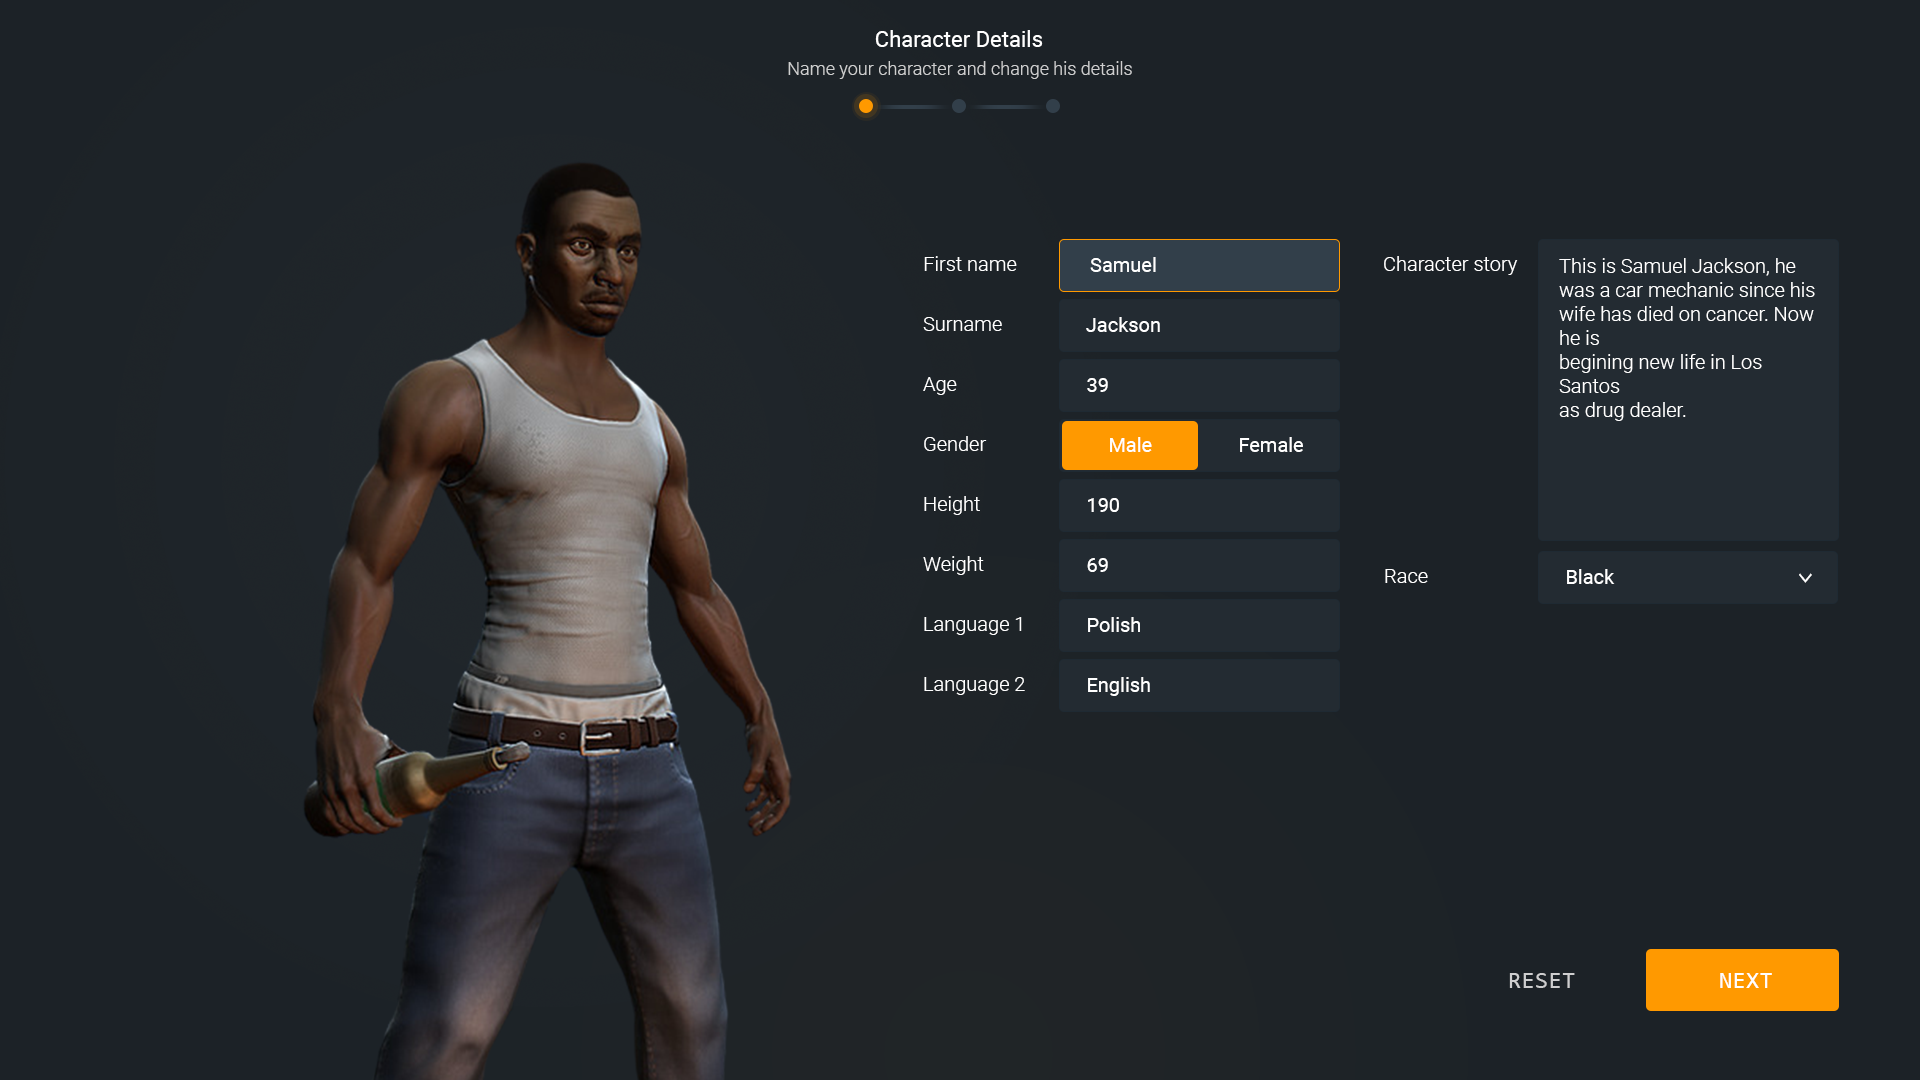 Character Details
Name your character and change his details
First name
Samuel
Surname
Jackson
Age
39
Gender
Male
Female
Height
190
Weight
69
Language 1
Polish
Language 2
English
Character story
This is Samuel Jackson, he
was a car mechanic since his
wife has died on cancer. Now
he is
begining new life in Los
Santos
as drug dealer.
Race
Black
RESET
NEXT